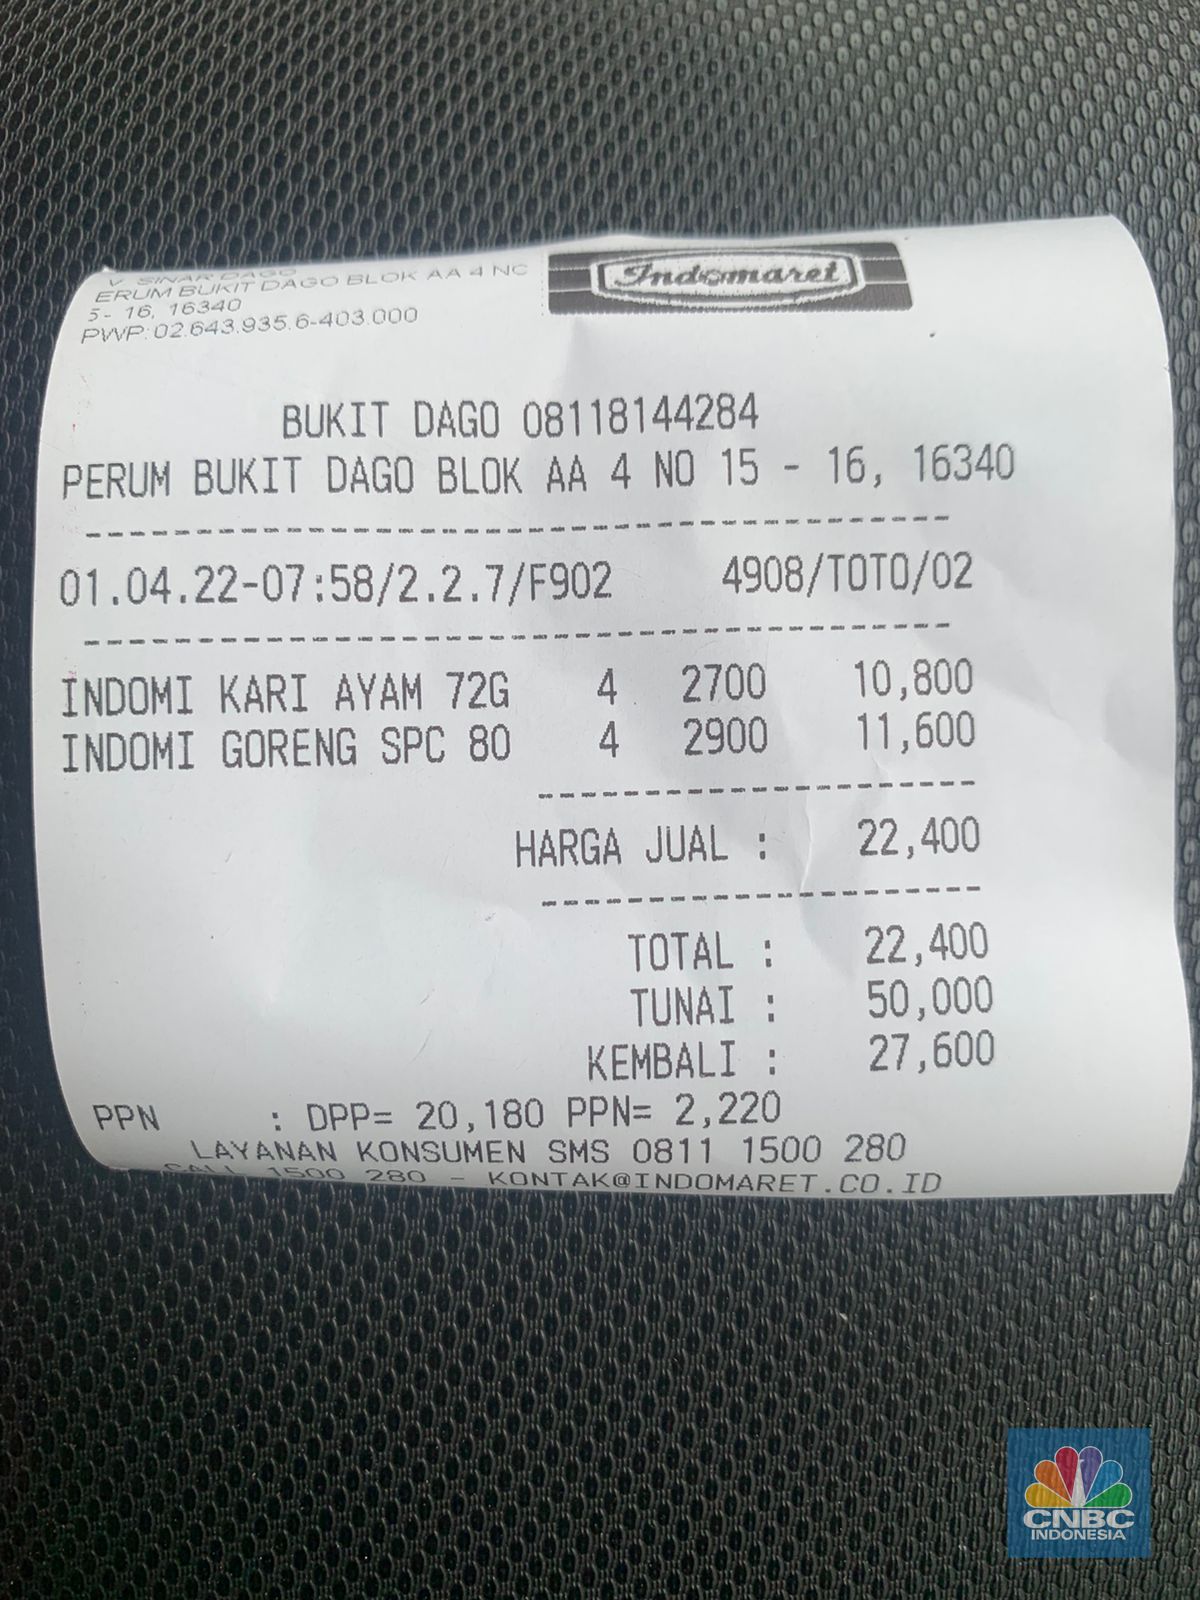 SINAR DAGO
ERUM BUKIT DAGO BLOK AA 4 NO
5- 16, 16340
PWP:02.643.935.6-403.000
Indomaret
BUKIT DAGO 08118144284
PERUM BUKIT DAGO BLOK AA 4 NO 15 - 16, 16340
01.04.22-07:58/2.2.7/F902 4908/TOTO/02
INDOMI KARI AYAM 72G 4 2700 10,800
INDOMI GORENG SPC 80 4 2900 11,600
HARGA JUAL : 22,400
TOTAL : 22,400
TUNAI : 50,000
KEMBALI : 27,600
PPN : DPP= 20,180 PPN= 2,220
LAYANAN KONSUMEN SMS 0811 1500 280
CALL 1500 280 - KONTAK@INDOMARET.CO.ID
CNBC
INDONESIA